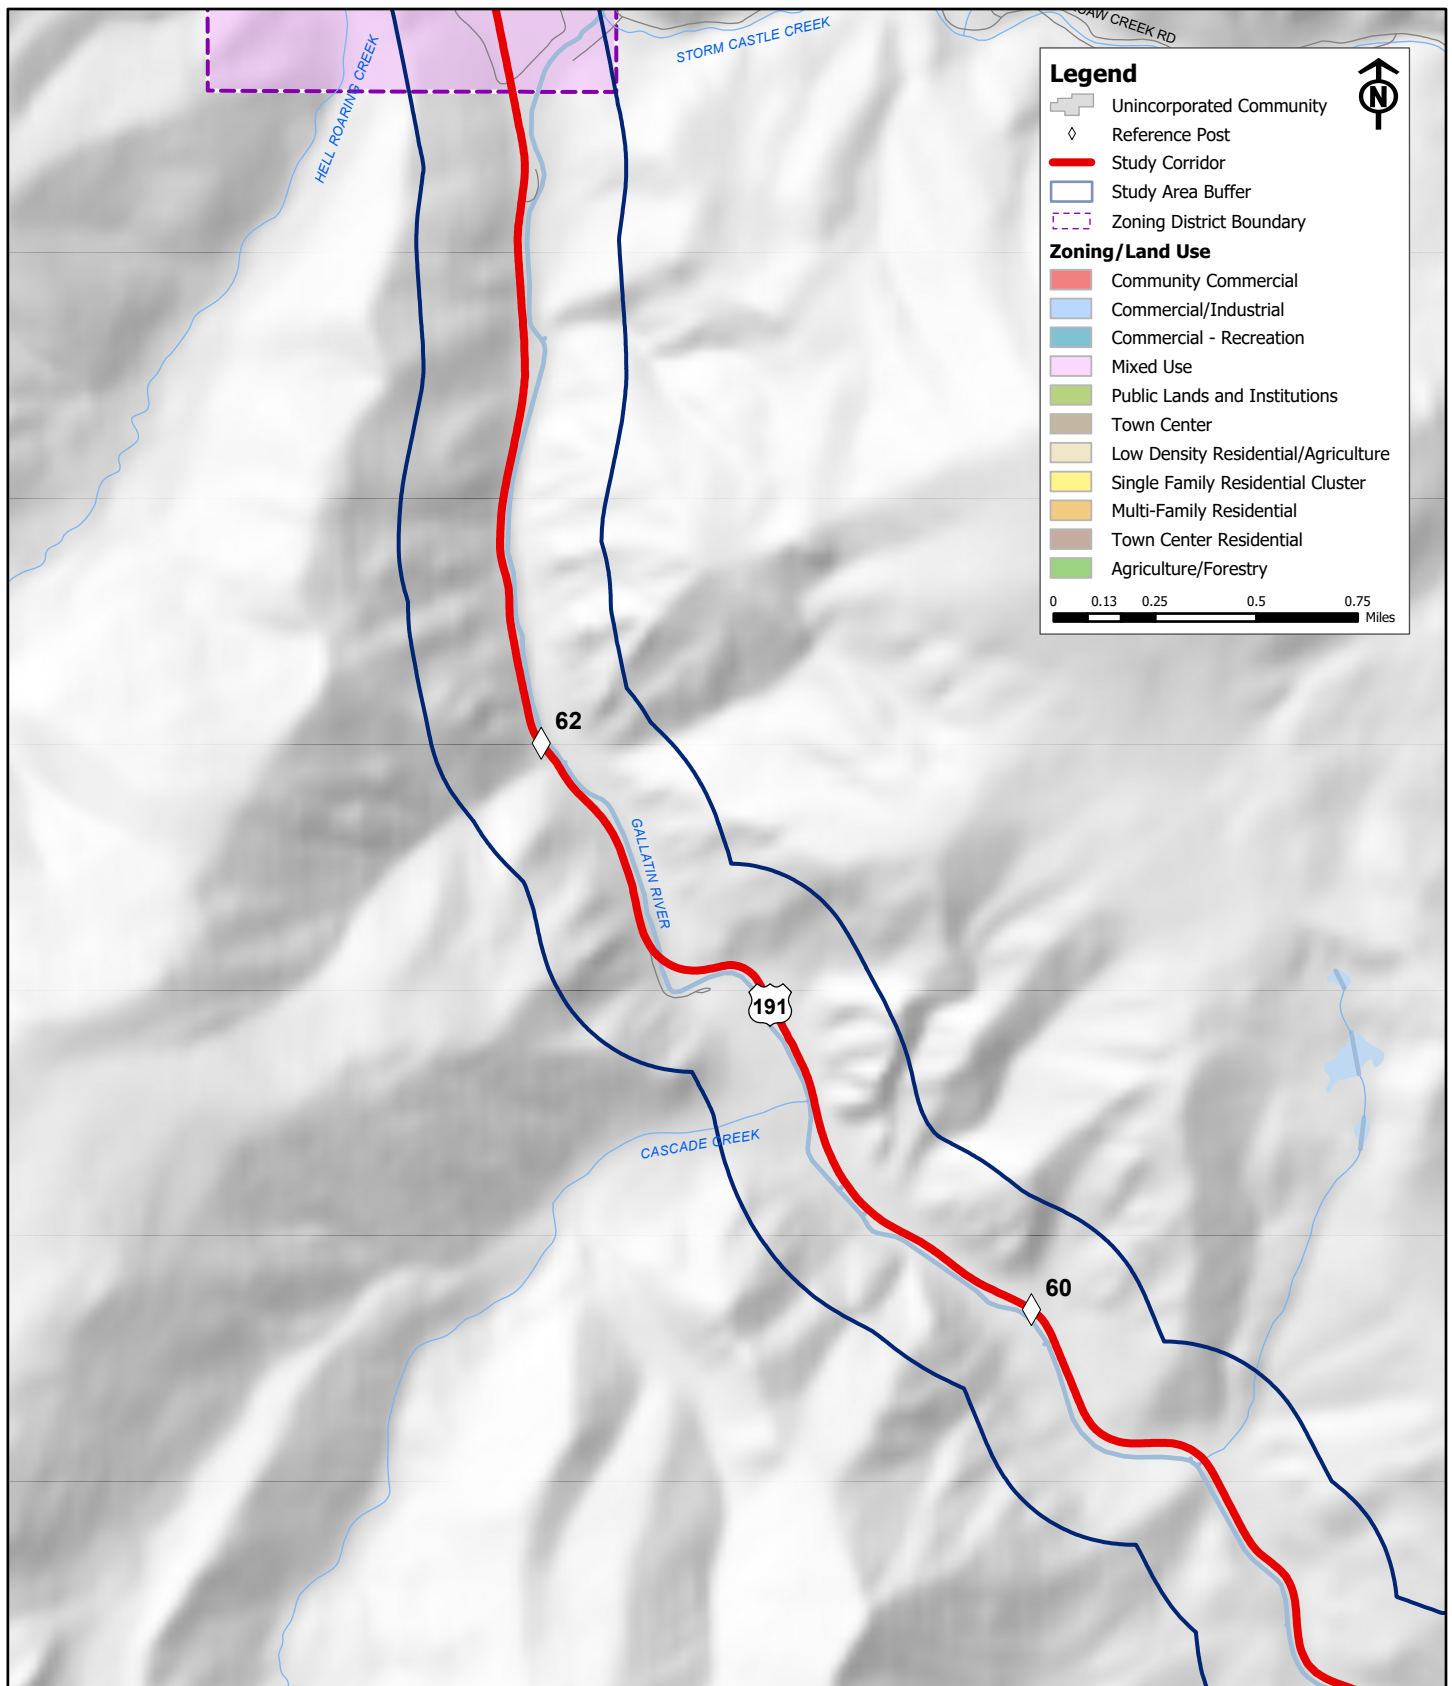 STORM CASTLE CREEK
CREEK RD
HELL ROARING CREEK
Legend
N
Unincorporated Community
Reference Post
Study Corridor
Study Area Buffer
Zoning District Boundary
Zoning/Land Use
Community Commercial
Commercial/Industrial
Commercial - Recreation
Mixed Use
Public Lands and Institutions
Town Center
Low Density Residential/Agriculture
Single Family Residential Cluster
Multi-Family Residential
Town Center Residential
Agriculture/Forestry
0 0.13 0.25 0.5 0.75
Miles
62
GALLATIN RIVER
191
CASCADE CREEK
60